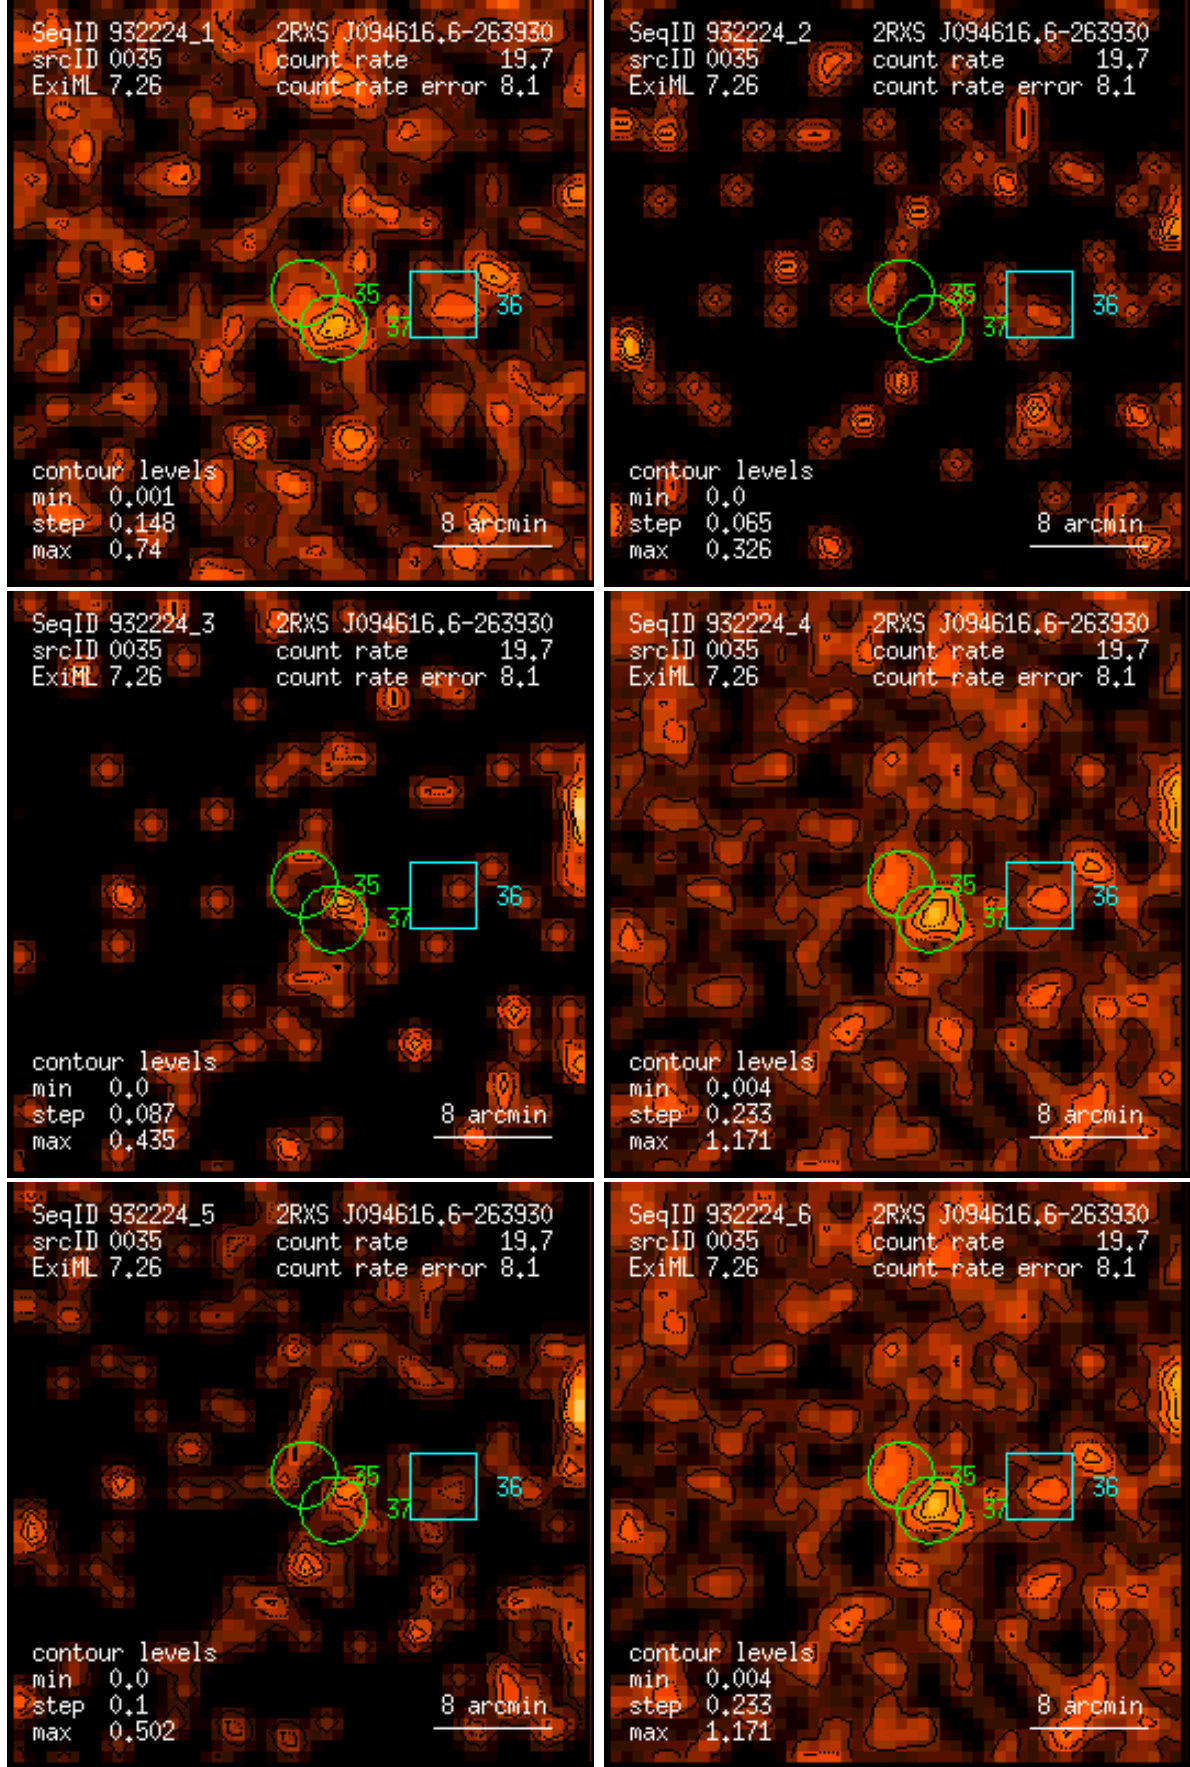 SeqID 932224_1 2RXS J094616.6-263930
srcID 0035 count rate 19.7
ExiML 7.26 count rate error 8.1
35
36
37
contour levels
min 0.001
step 0.148 8 arcmin
max 0.74
SeqID 932224_2 2RXS J094616.6-263930
srcID 0035 count rate 19.7
ExiML 7.26 count rate error 8.1
35
36
37
contour levels
min 0.0
step 0.065 8 arcmin
max 0.326
SeqID 932224_3 2RXS J094616.6-263930
srcID 0035 count rate 19.7
ExiML 7.26 count rate error 8.1
35
36
37
contour levels
min 0.0
step 0.087 8 arcmin
max 0.435
SeqID 932224_4 2RXS J094616.6-263930
srcID 0035 count rate 19.7
ExiML 7.26 count rate error 8.1
35
36
37
contour levels
min 0.004
step 0.233 8 arcmin
max 1.171
SeqID 932224_5 2RXS J094616.6-263930
srcID 0035 count rate 19.7
ExiML 7.26 count rate error 8.1
35
36
37
contour levels
min 0.0
step 0.1 8 arcmin
max 0.502
SeqID 932224_6 2RXS J094616.6-263930
srcID 0035 count rate 19.7
ExiML 7.26 count rate error 8.1
35
36
37
contour levels
min 0.004
step 0.233 8 arcmin
max 1.171